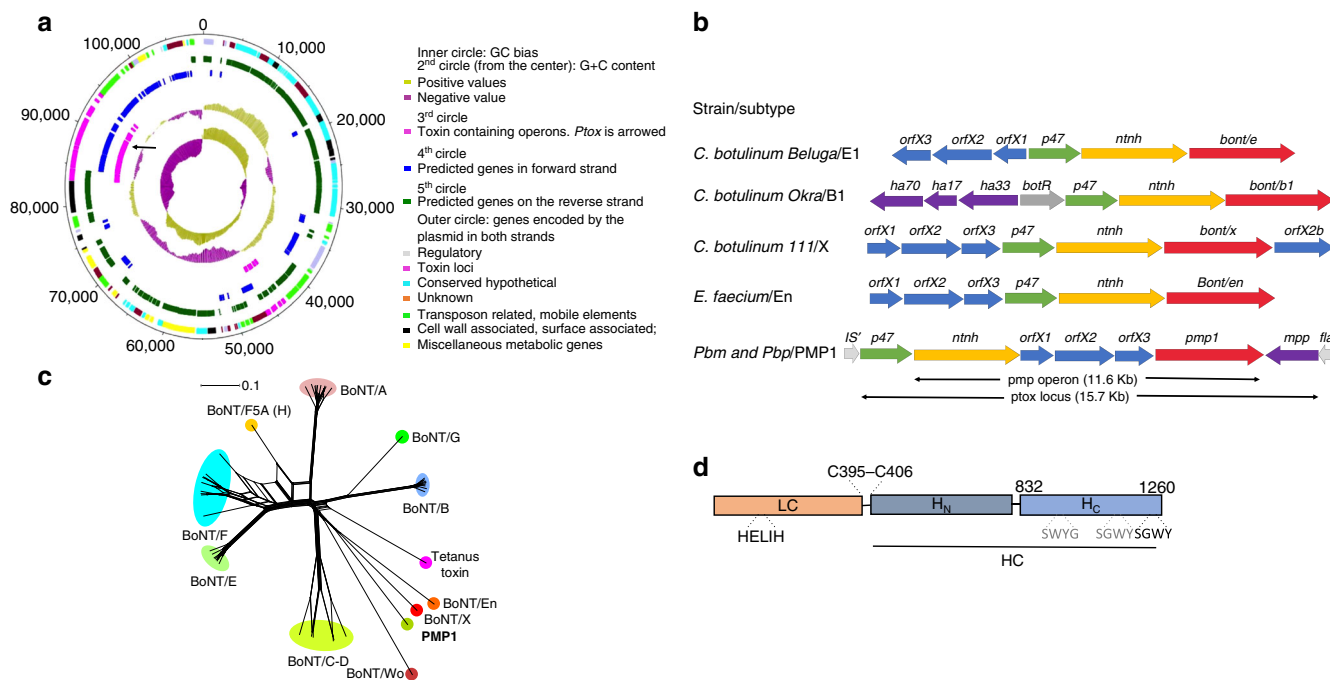 a
0
10,000
20,000
30,000
40,000
50,000
60,000
70,000
80,000
90,000
100,000
Inner circle: GC bias
2nd circle (from the center): G+C content
Positive values
Negative value
3rd circle
Toxin containing operons. Ptox is arrowed
4th circle
Predicted genes in forward strand
5th circle
Predicted genes on the reverse strand
Outer circle: genes encoded by the
plasmid in both strands
Regulatory
Toxin loci
Conserved hypothetical
Unknown
Transposon related, mobile elements
Cell wall associated, surface associated;
Miscellaneous metabolic genes
b
Strain/subtype
orfX3 orfX2 orfX1 p47 ntnh bont/e
C. botulinum Beluga/E1
ha70 ha17 ha33 botR p47 ntnh bont/b1
C. botulinum Okra/B1
orfX1 orfX2 orfX3 p47 ntnh bont/x orfX2b
C. botulinum 111/X
orfX1 orfX2 orfX3 p47 ntnh Bont/en
E. faecium/En
IS' p47 ntnh orfX1 orfX2 orfX3 pmp1 mpp fla
Pbm and Pbp/PMP1
pmp operon (11.6 Kb)
ptox locus (15.7 Kb)
c
0.1
BoNT/A
BoNT/F5A (H)
BoNT/G
BoNT/B
BoNT/F
BoNT/E
Tetanus
toxin
BoNT/En
BoNT/X
PMP1
BoNT/C-D
BoNT/Wo
d
C395–C406
832 1260
LC HN HC
HELIH SWYG SGWY SGWY
HC